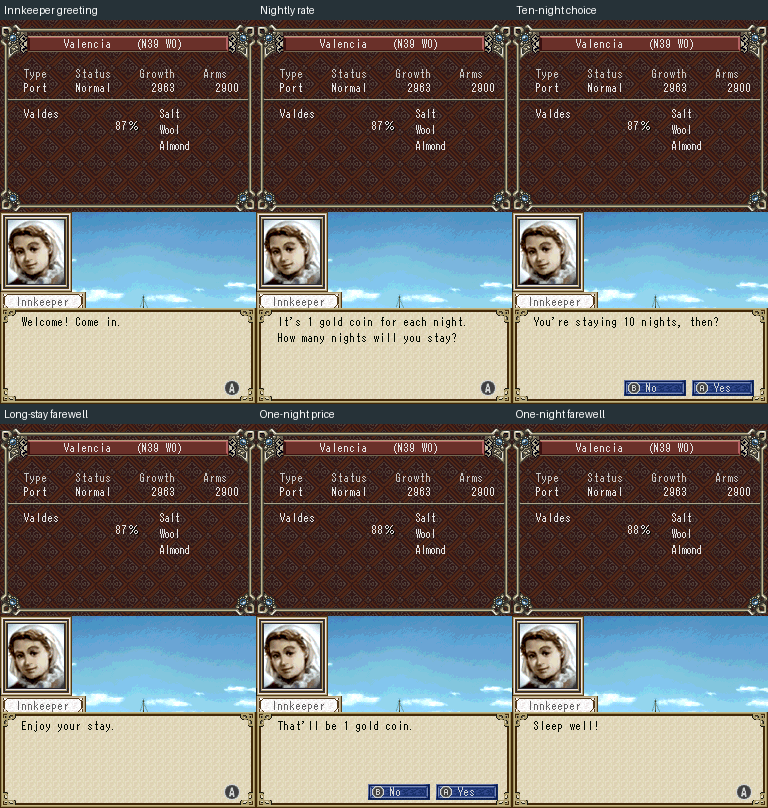 Innkeeper greeting
Valencia (N39 W0)
Type Status Growth Arms
Port Normal 2963 2900
Valdes 87% Salt
Wool
Almond
Innkeeper
Welcome! Come in.
A
Nightly rate
Valencia (N39 W0)
Type Status Growth Arms
Port Normal 2963 2900
Valdes 87% Salt
Wool
Almond
Innkeeper
It's 1 gold coin for each night.
How many nights will you stay?
A
Ten-night choice
Valencia (N39 W0)
Type Status Growth Arms
Port Normal 2963 2900
Valdes 87% Salt
Wool
Almond
Innkeeper
You're staying 10 nights, then?
B No A Yes
Long-stay farewell
Valencia (N39 W0)
Type Status Growth Arms
Port Normal 2963 2900
Valdes 87% Salt
Wool
Almond
Innkeeper
Enjoy your stay.
A
One-night price
Valencia (N39 W0)
Type Status Growth Arms
Port Normal 2963 2900
Valdes 88% Salt
Wool
Almond
Innkeeper
That'll be 1 gold coin.
B No A Yes
One-night farewell
Valencia (N39 W0)
Type Status Growth Arms
Port Normal 2963 2900
Valdes 88% Salt
Wool
Almond
Innkeeper
Sleep well!
A